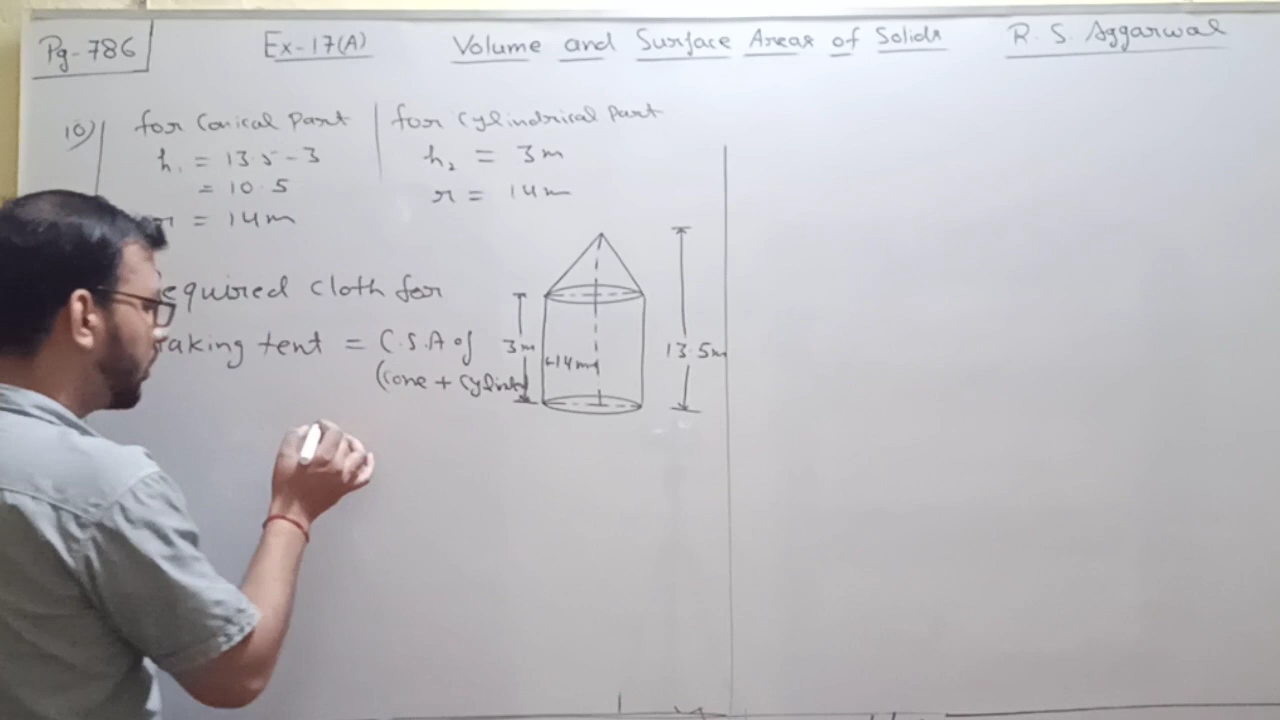 Pg-786
Ex-17(A)
Volume and Surface Areas of Solids
R. S. Aggarwal
10)
for Conical Part
h₁ = 13.5-3
= 10.5
= 14m
for Cylindrical Part
h₂ = 3m
r = 14m
equired cloth for
aking tent = C.S.A of
(cone + Cylind
3m
14m
13.5m